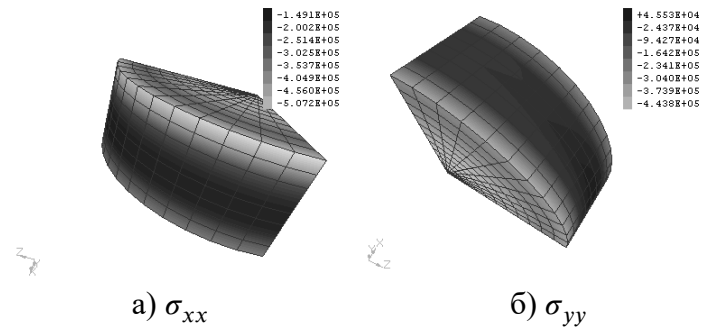 -1.491E+05
-2.002E+05
-2.514E+05
-3.025E+05
-3.537E+05
-4.049E+05
-4.560E+05
-5.072E+05
+4.553E+04
-2.437E+04
-9.427E+04
-1.642E+05
-2.341E+05
-3.040E+05
-3.739E+05
-4.438E+05
Z
Y X
Z
а) σxx
б) σyy